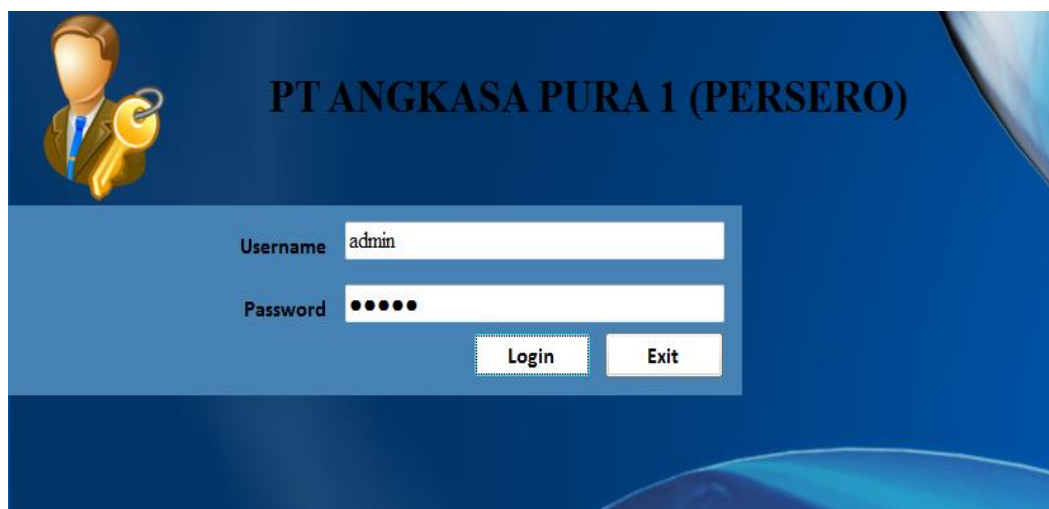 PT ANGKASA PURA 1 (PERSERO)
Username admin
Password ●●●●●
Login Exit